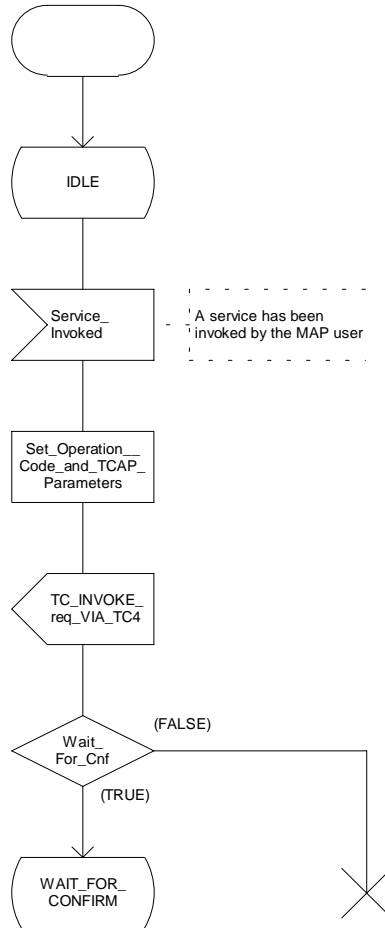 IDLE
Service_
Invoked
A service has been
invoked by the MAP user
Set_Operation__
Code_and_TCAP_
Parameters
TC_INVOKE_
req_VIA_TC4
Wait_
For_Cnf
(FALSE)
(TRUE)
WAIT_FOR_
CONFIRM